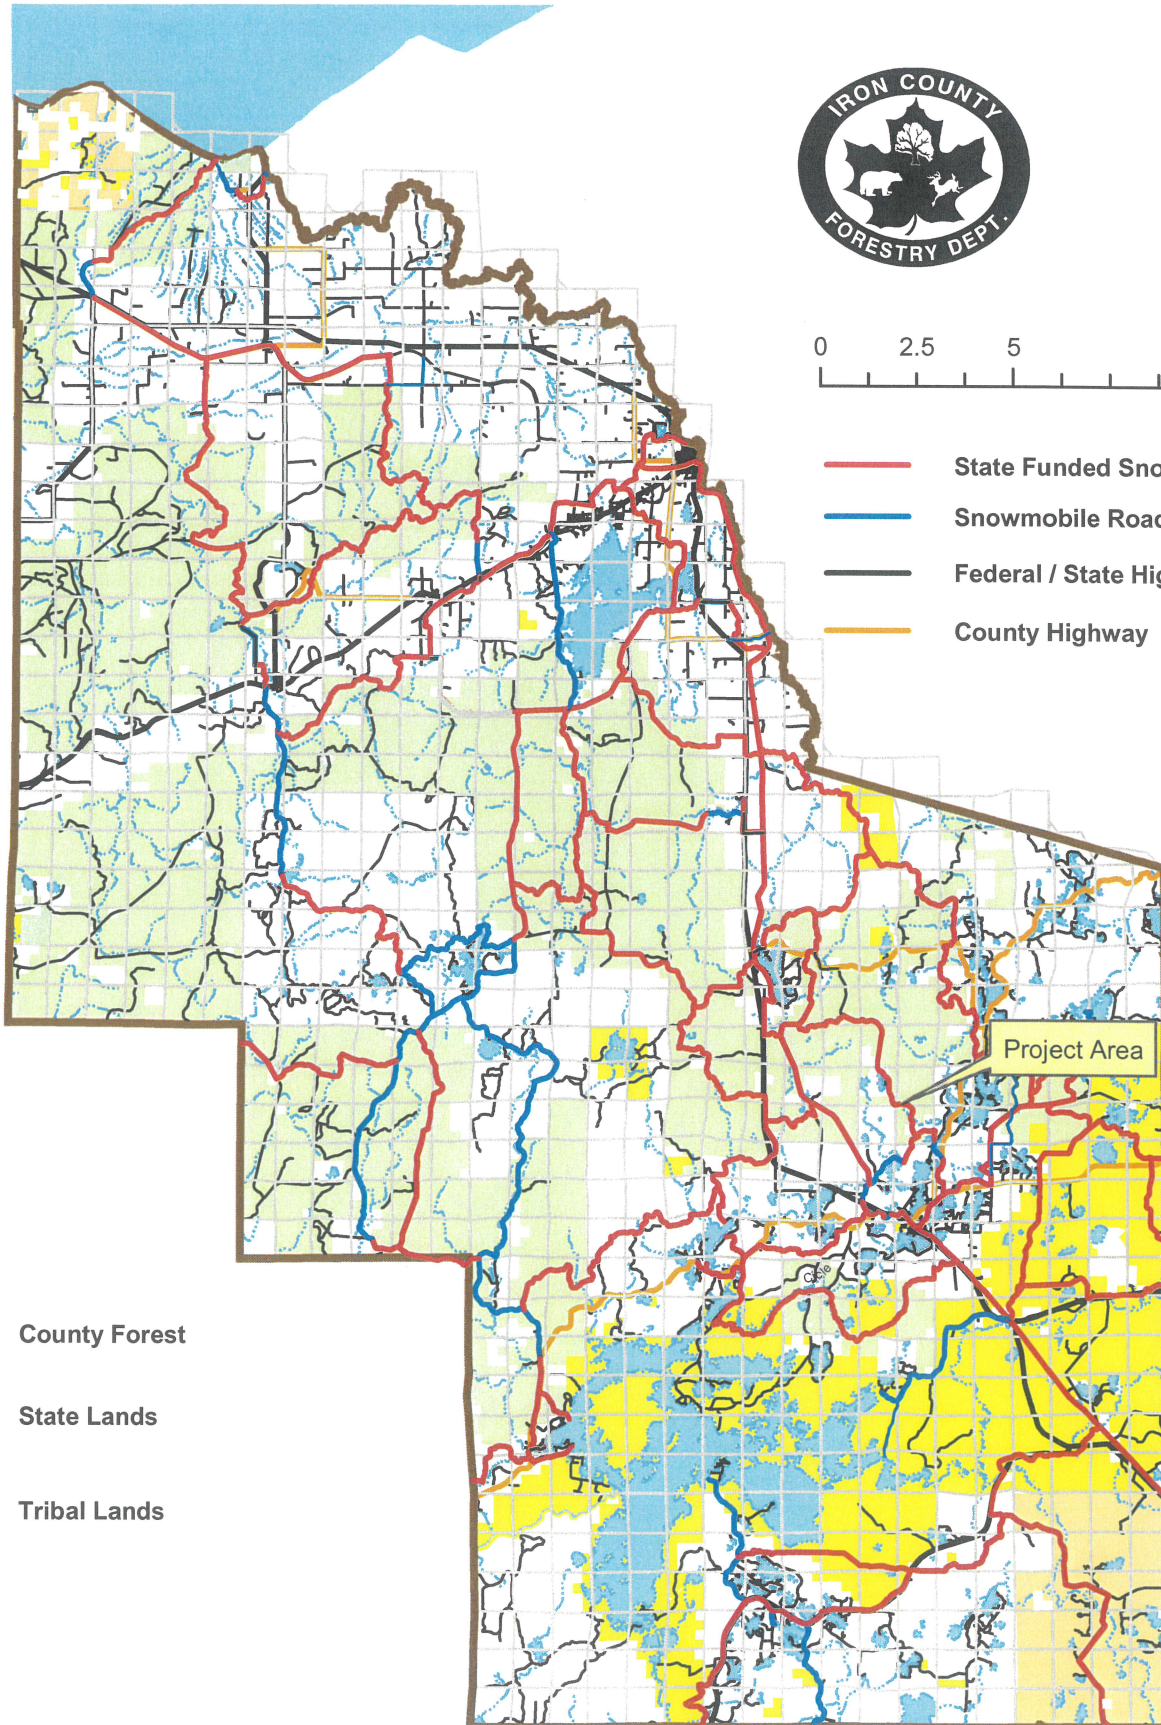 IRON COUNTY
FORESTRY DEPT.
0 2.5 5
State Funded Sno
Snowmobile Road
Federal / State Hig
County Highway
Project Area
Circle
County Forest
State Lands
Tribal Lands